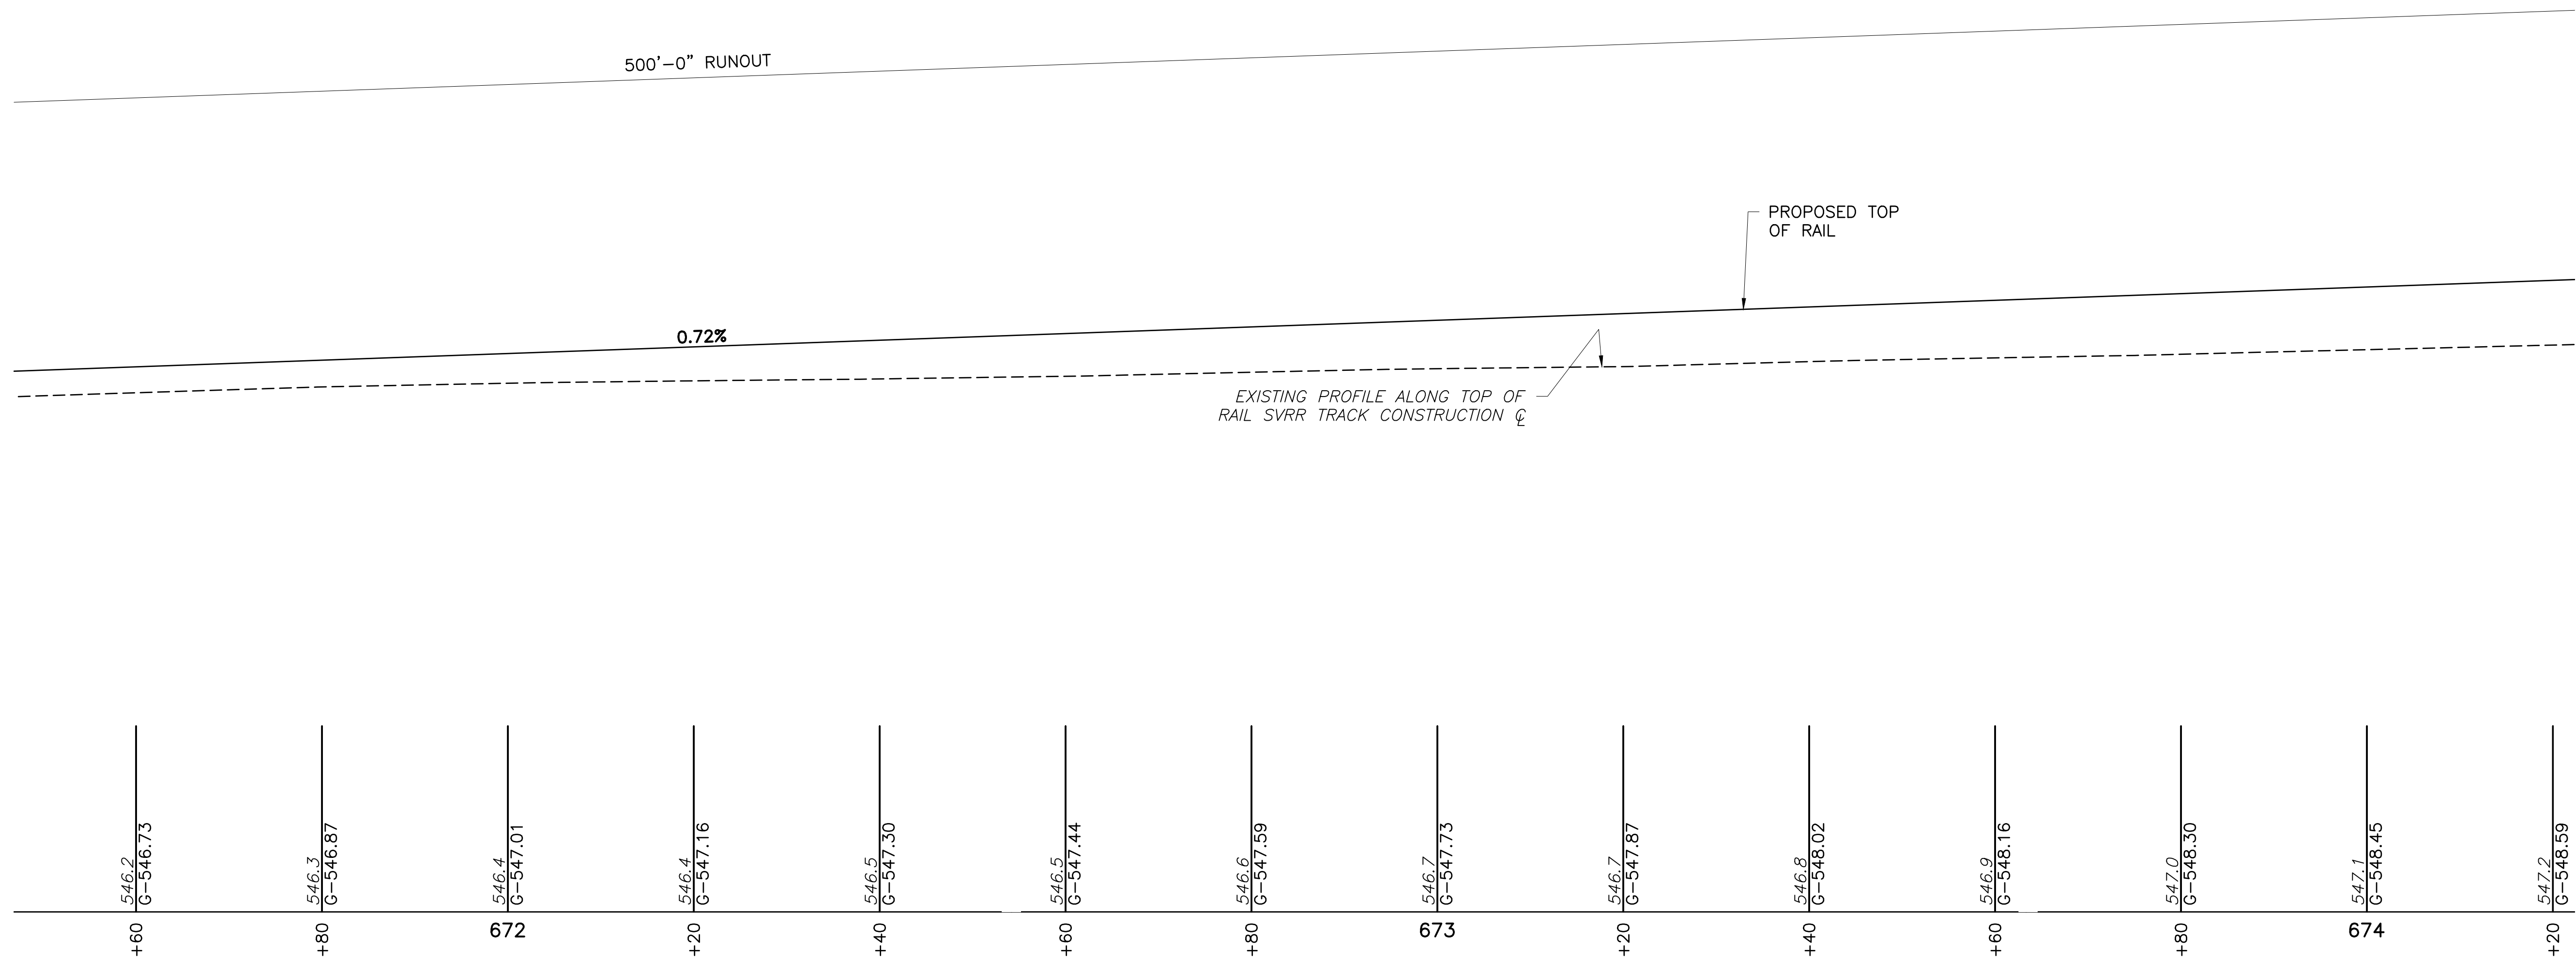 500'-0" RUNOUT
PROPOSED TOP
OF RAIL
0.72%
EXISTING PROFILE ALONG TOP OF
RAIL SVRR TRACK CONSTRUCTION ℄
546.2
G-546.73
546.3
G-546.87
546.4
G-547.01
546.4
G-547.16
546.5
G-547.30
546.5
G-547.44
546.6
G-547.59
546.7
G-547.73
546.7
G-547.87
546.8
G-548.02
546.9
G-548.16
547.0
G-548.30
547.1
G-548.45
547.2
G-548.59
+60
+80
672
+20
+40
+60
+80
673
+20
+40
+60
+80
674
+20